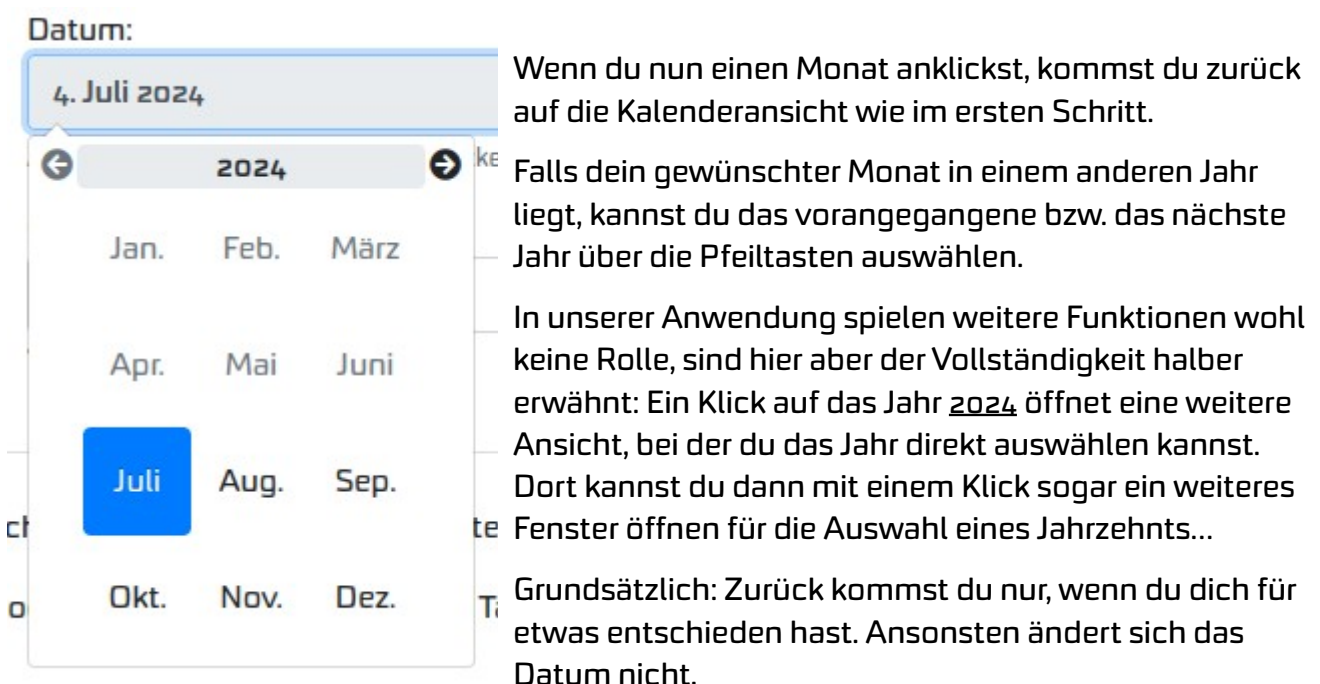 Datum:
4. Juli 2024
2024
Jan. Feb. März
Apr. Mai Juni
Juli Aug. Sep.
Okt. Nov. Dez.
Wenn du nun einen Monat anklickst, kommst du zurück
auf die Kalenderansicht wie im ersten Schritt.
Falls dein gewünschter Monat in einem anderen Jahr
liegt, kannst du das vorangegangene bzw. das nächste
Jahr über die Pfeiltasten auswählen.
In unserer Anwendung spielen weitere Funktionen wohl
keine Rolle, sind hier aber der Vollständigkeit halber
erwähnt: Ein Klick auf das Jahr 2024 öffnet eine weitere
Ansicht, bei der du das Jahr direkt auswählen kannst.
Dort kannst du dann mit einem Klick sogar ein weiteres
Fenster öffnen für die Auswahl eines Jahrzehnts...
Grundsätzlich: Zurück kommst du nur, wenn du dich für
etwas entschieden hast. Ansonsten ändert sich das
Datum nicht.